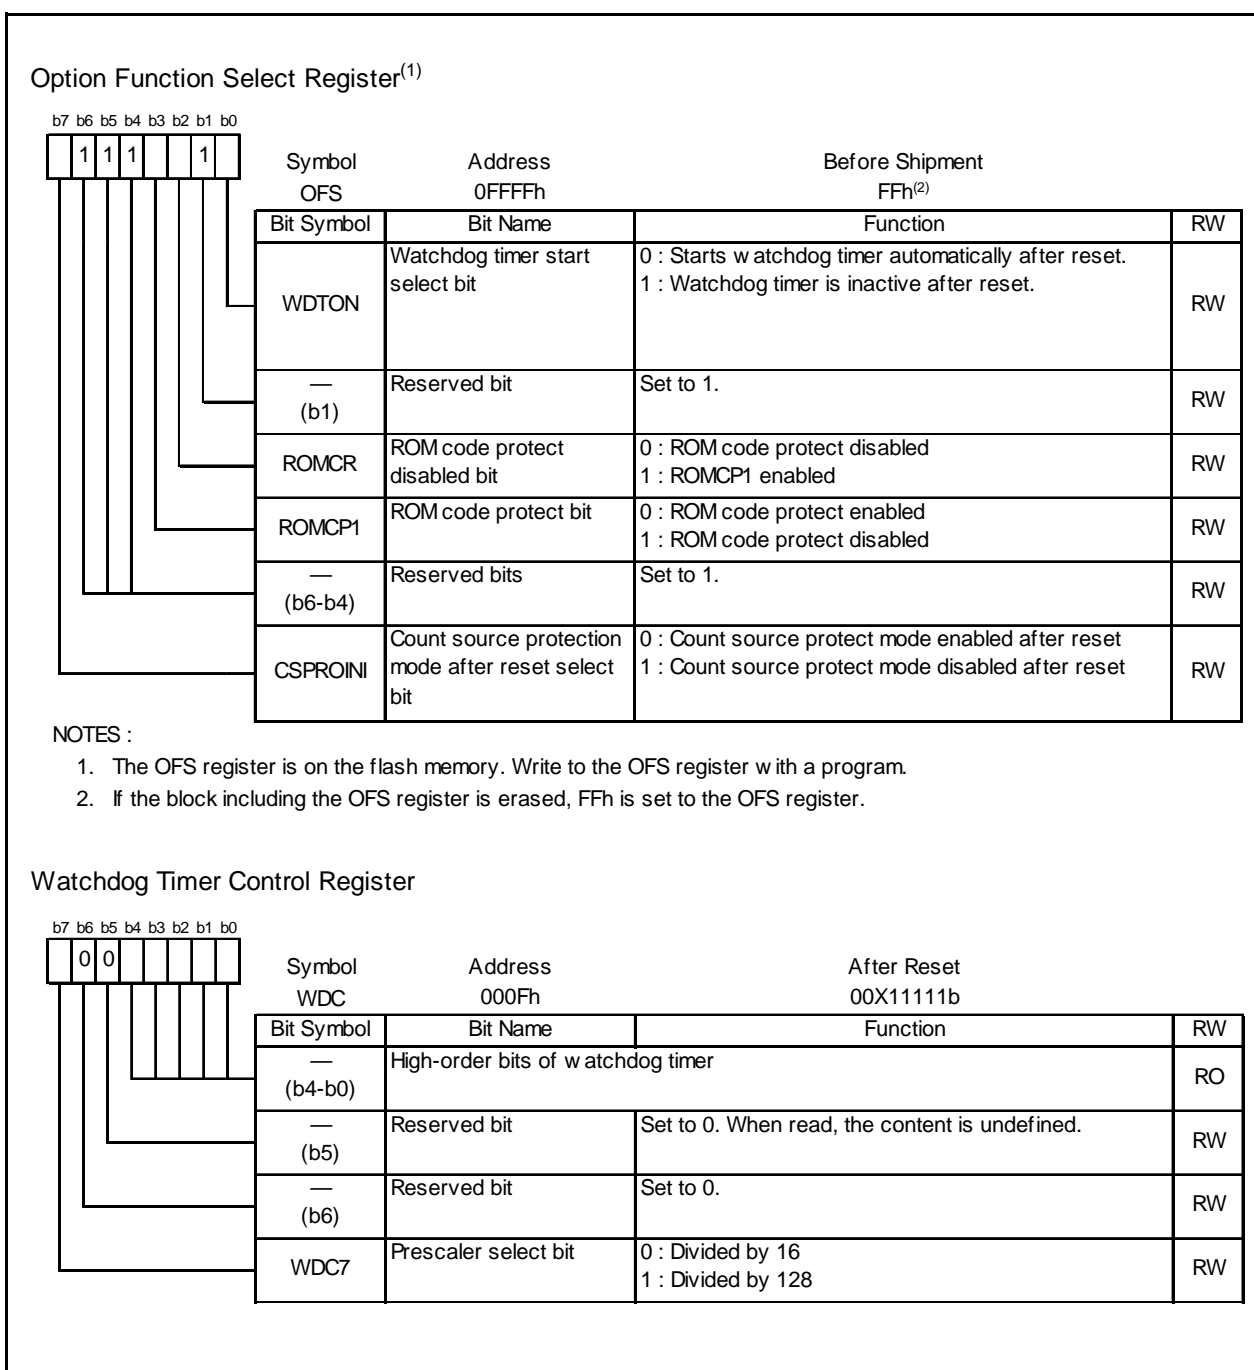 Option Function Select Register(1)
b7 b6 b5 b4 b3 b2 b1 b0
1 1 1 1
Symbol Address Before Shipment
OFS 0FFFFh FFh(2)
Bit Symbol Bit Name Function RW
WDTON Watchdog timer start select bit 0 : Starts watchdog timer automatically after reset. RW
1 : Watchdog timer is inactive after reset.
— (b1) Reserved bit Set to 1. RW
ROMCR ROM code protect disabled bit 0 : ROM code protect disabled RW
1 : ROMCP1 enabled
ROMCP1 ROM code protect bit 0 : ROM code protect enabled RW
1 : ROM code protect disabled
— (b6-b4) Reserved bits Set to 1. RW
CSPROINI Count source protection mode after reset select bit 0 : Count source protect mode enabled after reset RW
1 : Count source protect mode disabled after reset
NOTES :
1. The OFS register is on the flash memory. Write to the OFS register with a program.
2. If the block including the OFS register is erased, FFh is set to the OFS register.
Watchdog Timer Control Register
b7 b6 b5 b4 b3 b2 b1 b0
0 0
Symbol Address After Reset
WDC 000Fh 00X11111b
Bit Symbol Bit Name Function RW
— (b4-b0) High-order bits of watchdog timer RO
— (b5) Reserved bit Set to 0. When read, the content is undefined. RW
— (b6) Reserved bit Set to 0. RW
WDC7 Prescaler select bit 0 : Divided by 16 RW
1 : Divided by 128